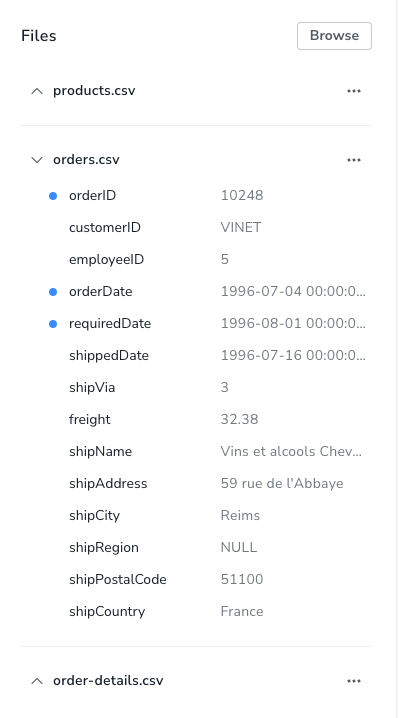 Files
Browse
products.csv
orders.csv
orderID 10248
customerID VINET
employeeID 5
orderDate 1996-07-04 00:00:0...
requiredDate 1996-08-01 00:00:0...
shippedDate 1996-07-16 00:00:0...
shipVia 3
freight 32.38
shipName Vins et alcools Chev...
shipAddress 59 rue de l'Abbaye
shipCity Reims
shipRegion NULL
shipPostalCode 51100
shipCountry France
order-details.csv